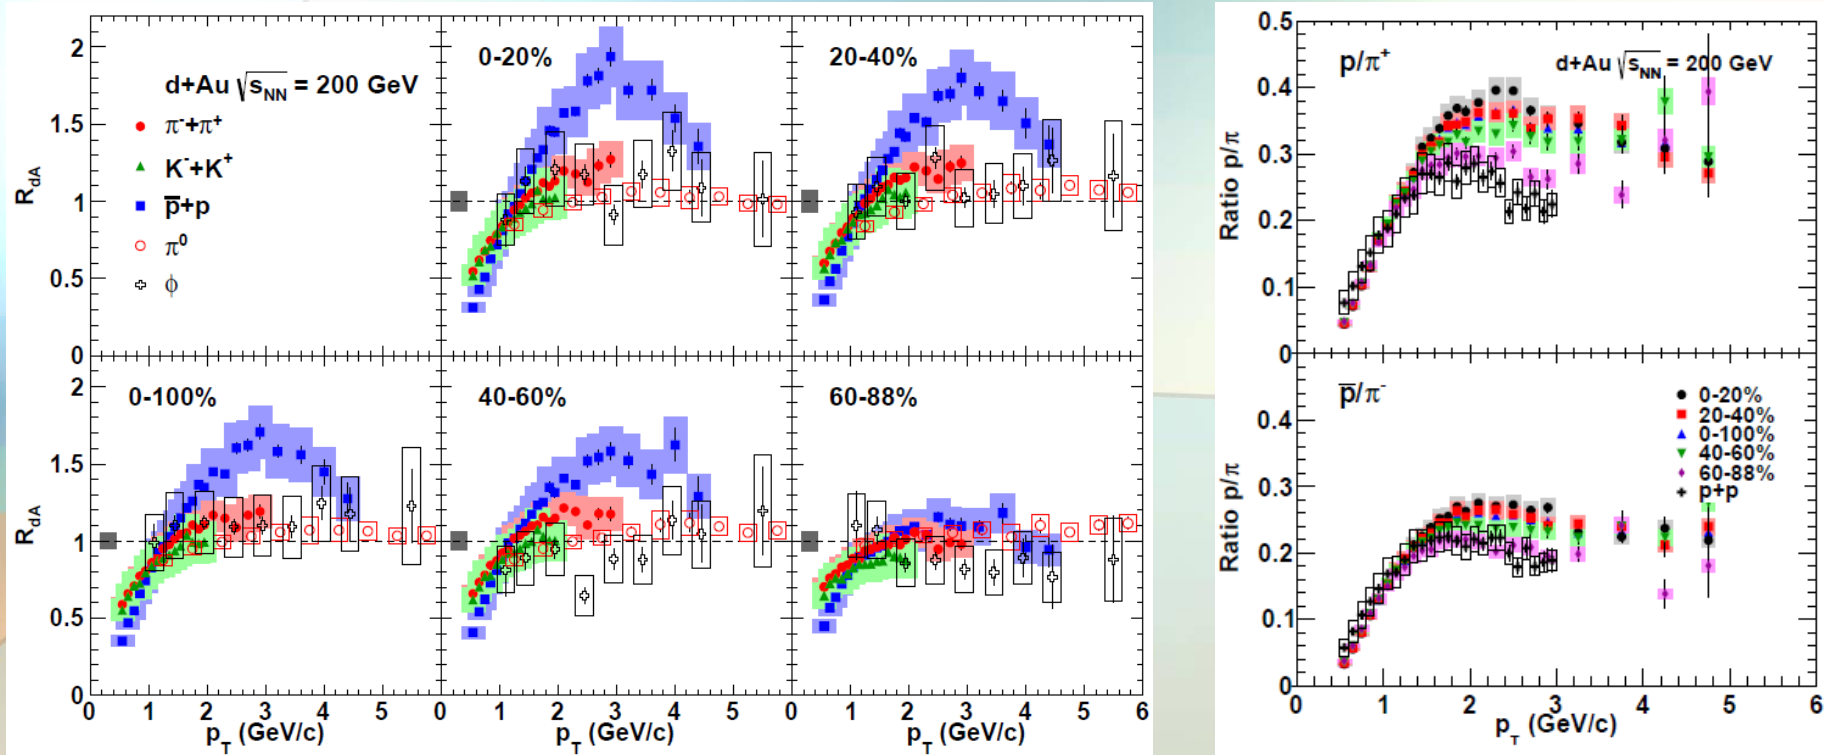 2
1.5
1
0.5
0
R_dA
d+Au √s_NN = 200 GeV
π⁻+π⁺
K⁻+K⁺
p̅+p
π⁰
ϕ
0-20%
20-40%
2
1.5
1
0.5
0
R_dA
0-100%
40-60%
60-88%
0 1 2 3 4 5 0 1 2 3 4 5 0 1 2 3 4 5 6
p_T (GeV/c) p_T (GeV/c) p_T (GeV/c)
0.5
0.4
0.3
0.2
0.1
0
Ratio p/π
p/π⁺
d+Au √s_NN = 200 GeV
0.4
0.3
0.2
0.1
0
Ratio p/π
p̅/π⁻
0-20%
20-40%
0-100%
40-60%
60-88%
p+p
0 1 2 3 4 5 6
p_T (GeV/c)